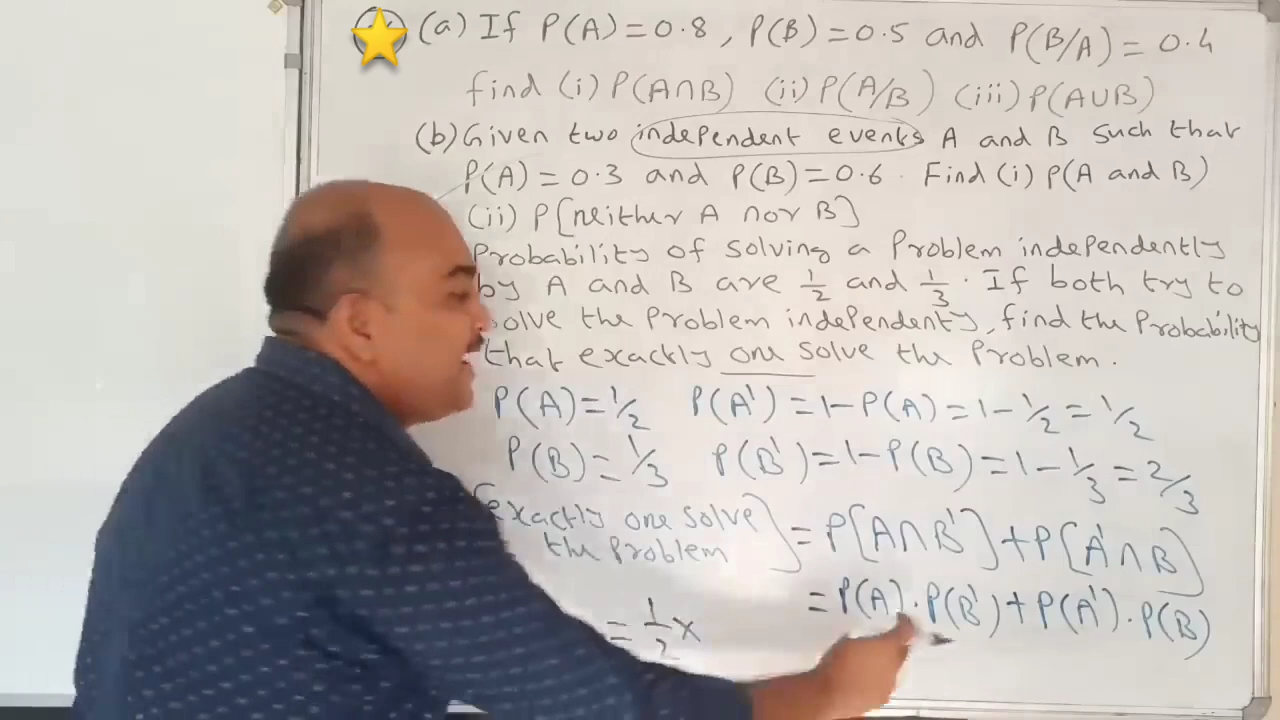 (a) If P(A)=0.8, P(B)=0.5 and P(B/A)=0.4
find (i) P(A∩B) (ii) P(A/B) (iii) P(A∪B)
(b) Given two independent events A and B such that
P(A)=0.3 and P(B)=0.6. Find (i) P(A and B)
(ii) P[neither A nor B]
Probability of solving a problem independently
by A and B are 1/2 and 1/3. If both try to
solve the problem independenty, find the probability
that exactly one solve the problem.
P(A)=1/2 P(A')=1-P(A)=1-1/2=1/2
P(B)=1/3 P(B')=1-P(B)=1-1/3=2/3
[exactly one solve the problem] = P[A∩B']+P[A'∩B]
=P(A).P(B')+P(A').P(B)
=1/2×